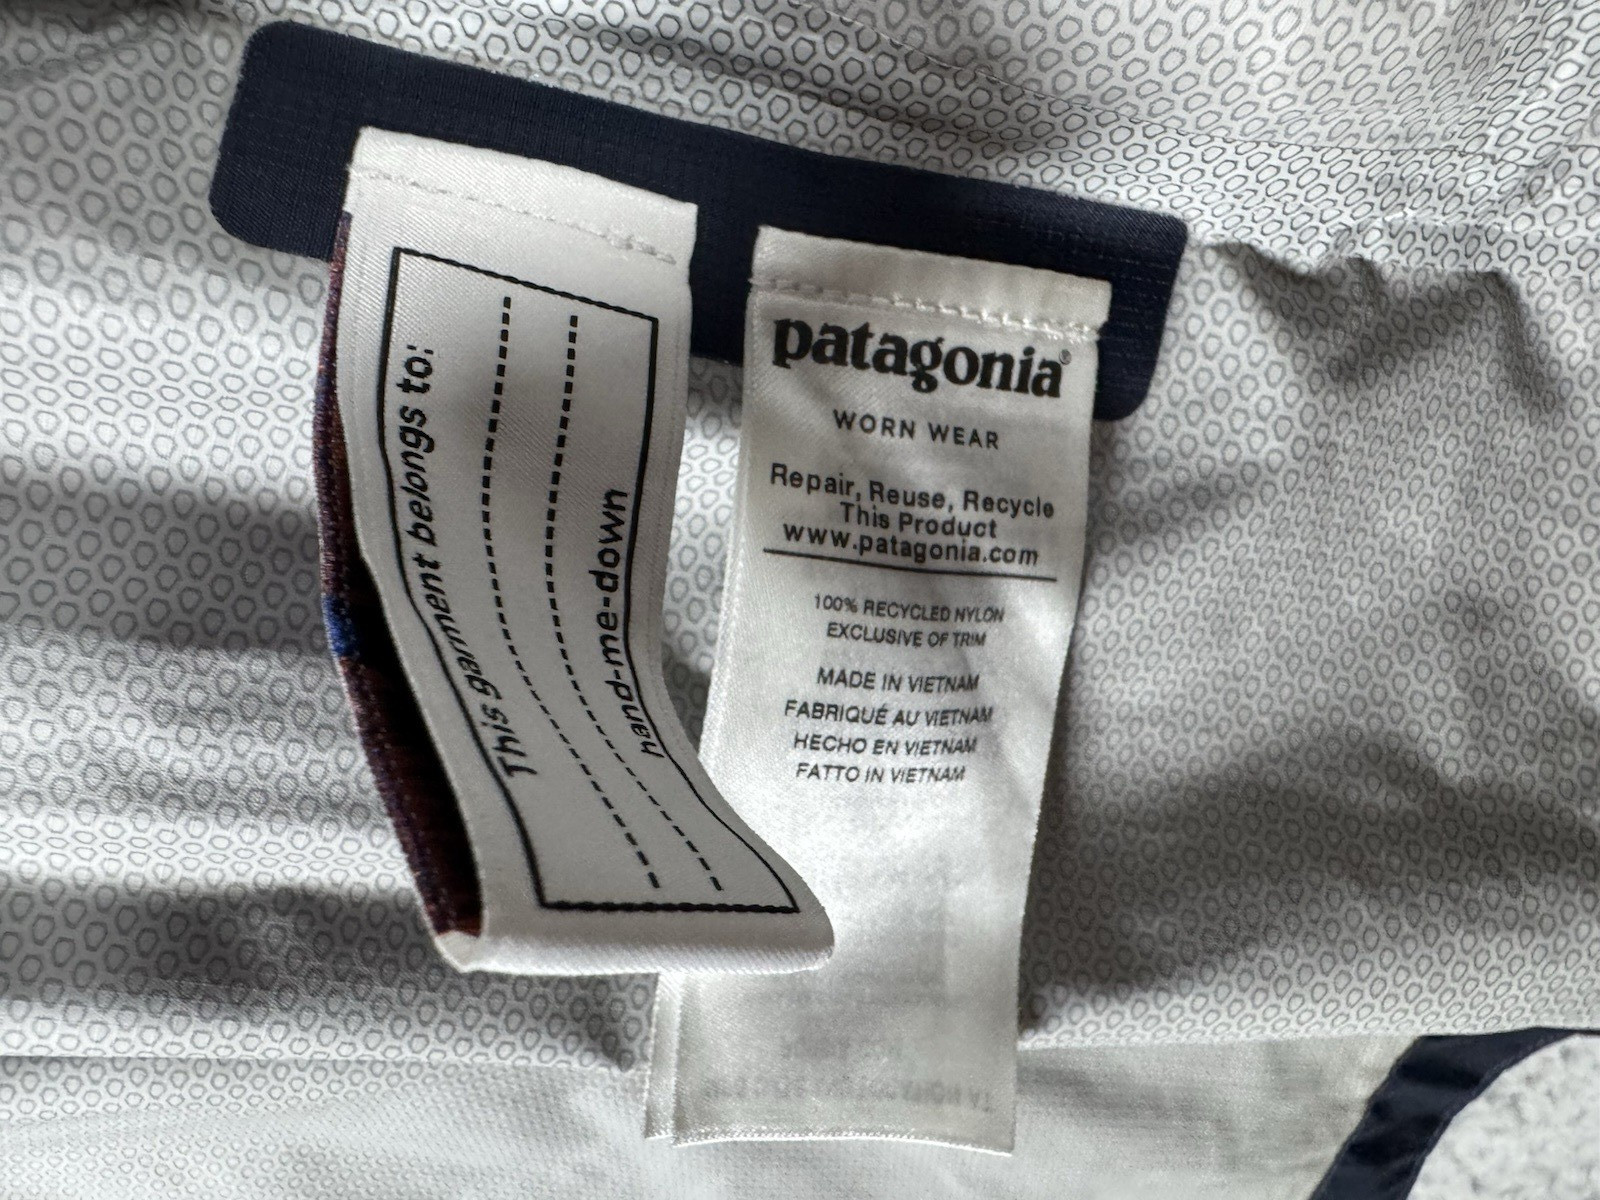 This garment belongs to:
hand-me-down
patagonia®
WORN WEAR
Repair, Reuse, Recycle
This Product
www.patagonia.com
100% RECYCLED NYLON
EXCLUSIVE OF TRIM
MADE IN VIETNAM
FABRIQUÉ AU VIETNAM
HECHO EN VIETNAM
FATTO IN VIETNAM